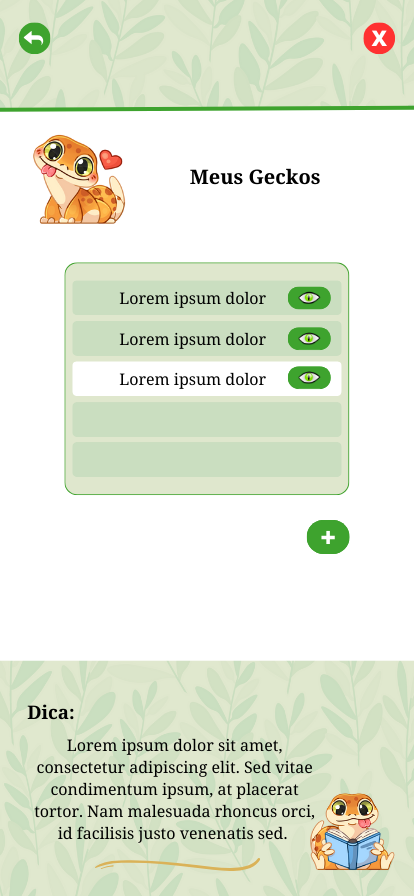 X
Meus Geckos
Lorem ipsum dolor
Lorem ipsum dolor
Lorem ipsum dolor
+
Dica:
Lorem ipsum dolor sit amet,
consectetur adipiscing elit. Sed vitae
condimentum ipsum, at placerat
tortor. Nam malesuada rhoncus orci,
id facilisis justo venenatis sed.